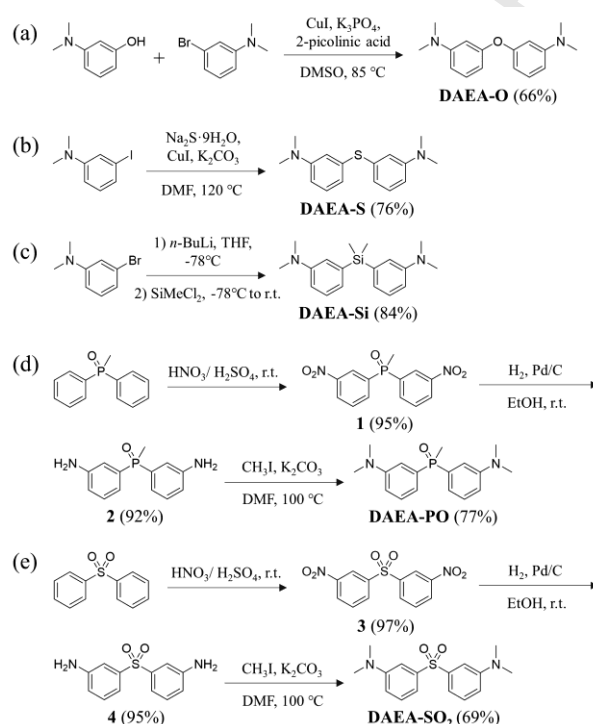 (a)
N
OH
+
Br
N
CuI, K₃PO₄,
2-picolinic acid
DMSO, 85 °C
N
O
N
DAEA-O (66%)
(b)
N
I
Na₂S·9H₂O,
CuI, K₂CO₃
DMF, 120 °C
N
S
N
DAEA-S (76%)
(c)
N
Br
1) n-BuLi, THF,
-78°C
2) SiMeCl₂, -78°C to r.t.
N
Si
N
DAEA-Si (84%)
(d)
O
P
HNO₃/ H₂SO₄, r.t.
NO₂
O
P
NO₂
1 (95%)
H₂, Pd/C
EtOH, r.t.
H₂N
O
P
NH₂
2 (92%)
CH₃I, K₂CO₃
DMF, 100 °C
N
O
P
N
DAEA-PO (77%)
(e)
O O
S
HNO₃/ H₂SO₄, r.t.
NO₂
O O
S
NO₂
3 (97%)
H₂, Pd/C
EtOH, r.t.
H₂N
O O
S
NH₂
4 (95%)
CH₃I, K₂CO₃
DMF, 100 °C
N
O O
S
N
DAEA-SO₂ (69%)